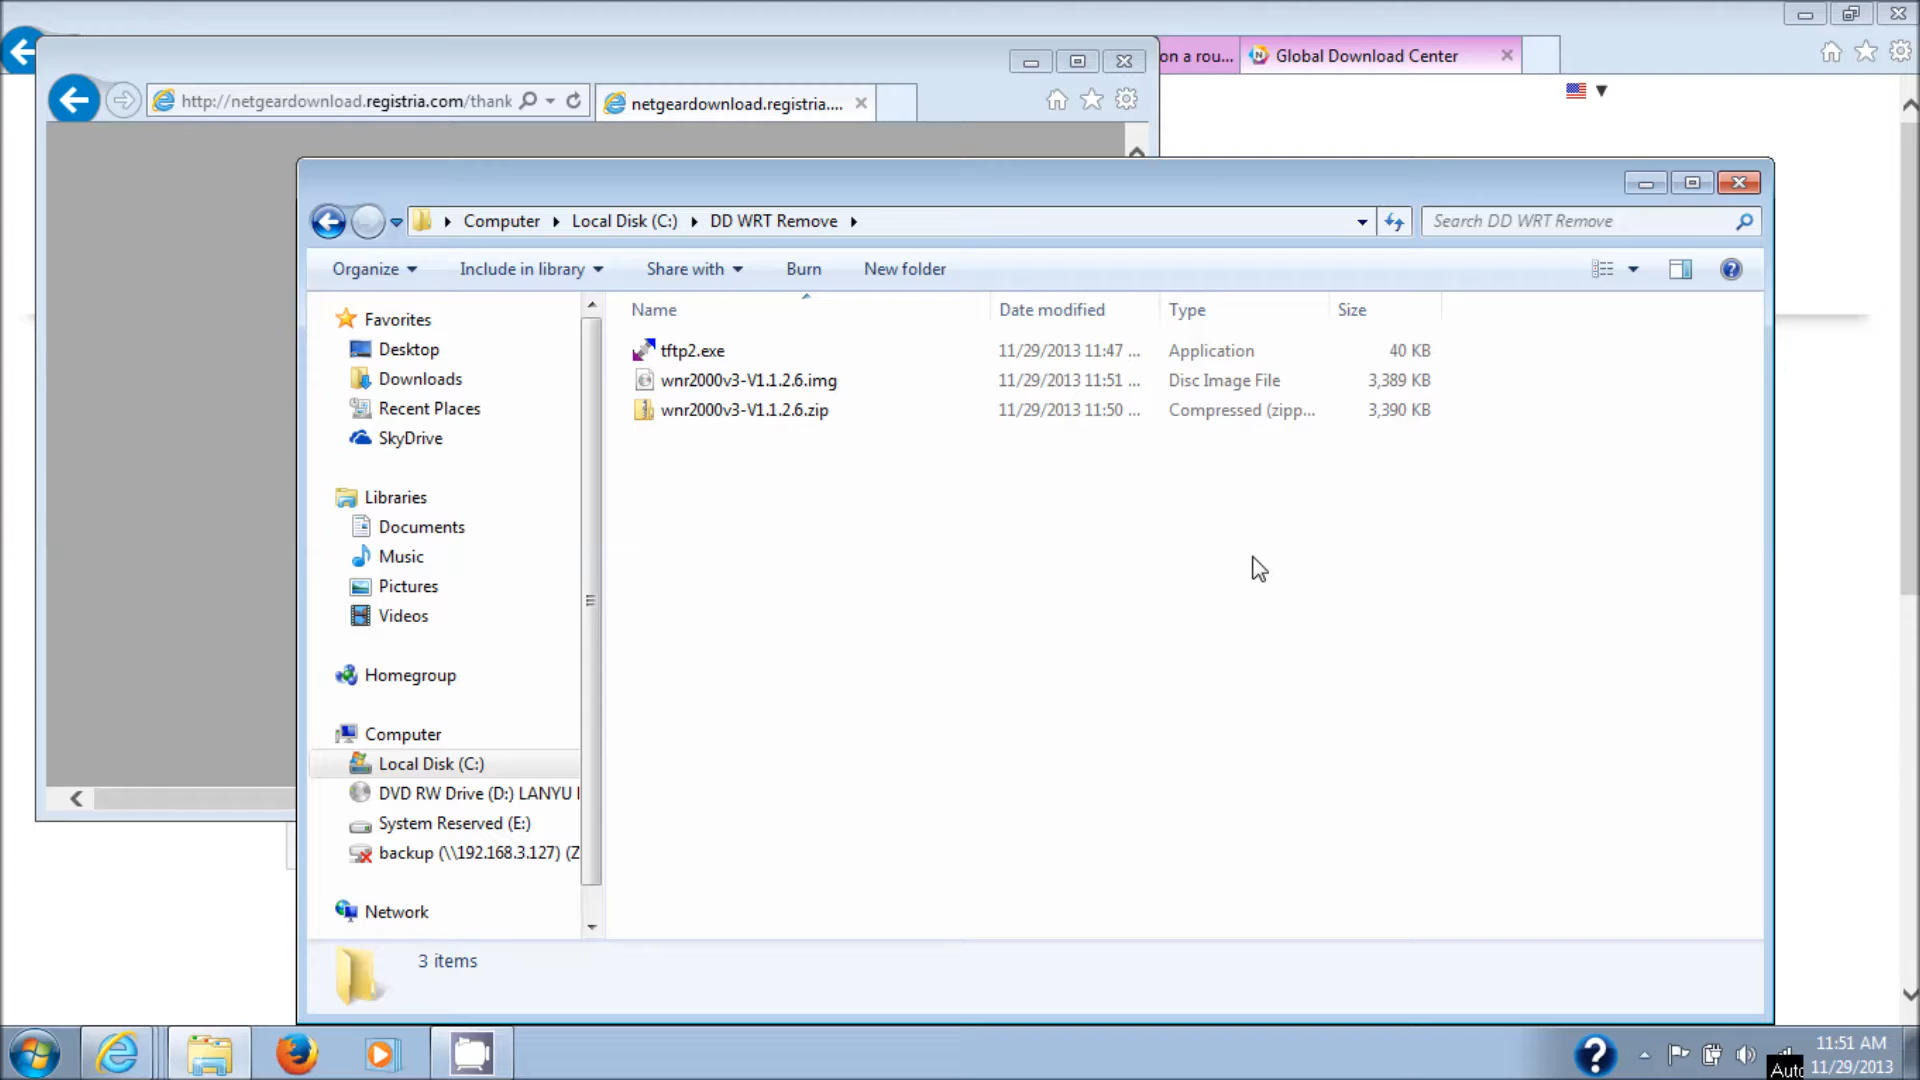 on a rou...
Global Download Center
http://netgeardownload.registria.com/thank
netgeardownload.registria....
Computer
Local Disk (C:)
DD WRT Remove
Search DD WRT Remove
Organize
Include in library
Share with
Burn
New folder
Name
Date modified
Type
Size
tftp2.exe
11/29/2013 11:47 ...
Application
40 KB
wnr2000v3-V1.1.2.6.img
11/29/2013 11:51 ...
Disc Image File
3,389 KB
wnr2000v3-V1.1.2.6.zip
11/29/2013 11:50 ...
Compressed (zipp...
3,390 KB
Favorites
Desktop
Downloads
Recent Places
SkyDrive
Libraries
Documents
Music
Pictures
Videos
Homegroup
Computer
Local Disk (C:)
DVD RW Drive (D:) LANYU
System Reserved (E:)
backup (\\192.168.3.127) (Z
Network
3 items
Auto
11:51 AM
11/29/2013